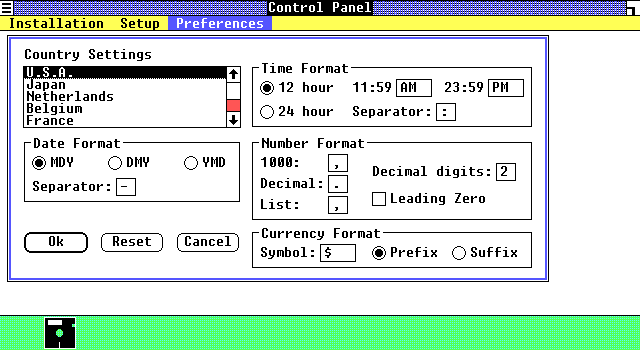 Control Panel
Installation Setup Preferences
Country Settings
U.S.A.
Japan
Netherlands
Belgium
France
Time Format
12 hour 11:59 AM 23:59 PM
24 hour Separator: :
Date Format
MDY DMY YMD
Separator: -
Number Format
1000: ,
Decimal: .
List: ,
Decimal digits: 2
Leading Zero
Ok Reset Cancel
Currency Format
Symbol: $ Prefix Suffix